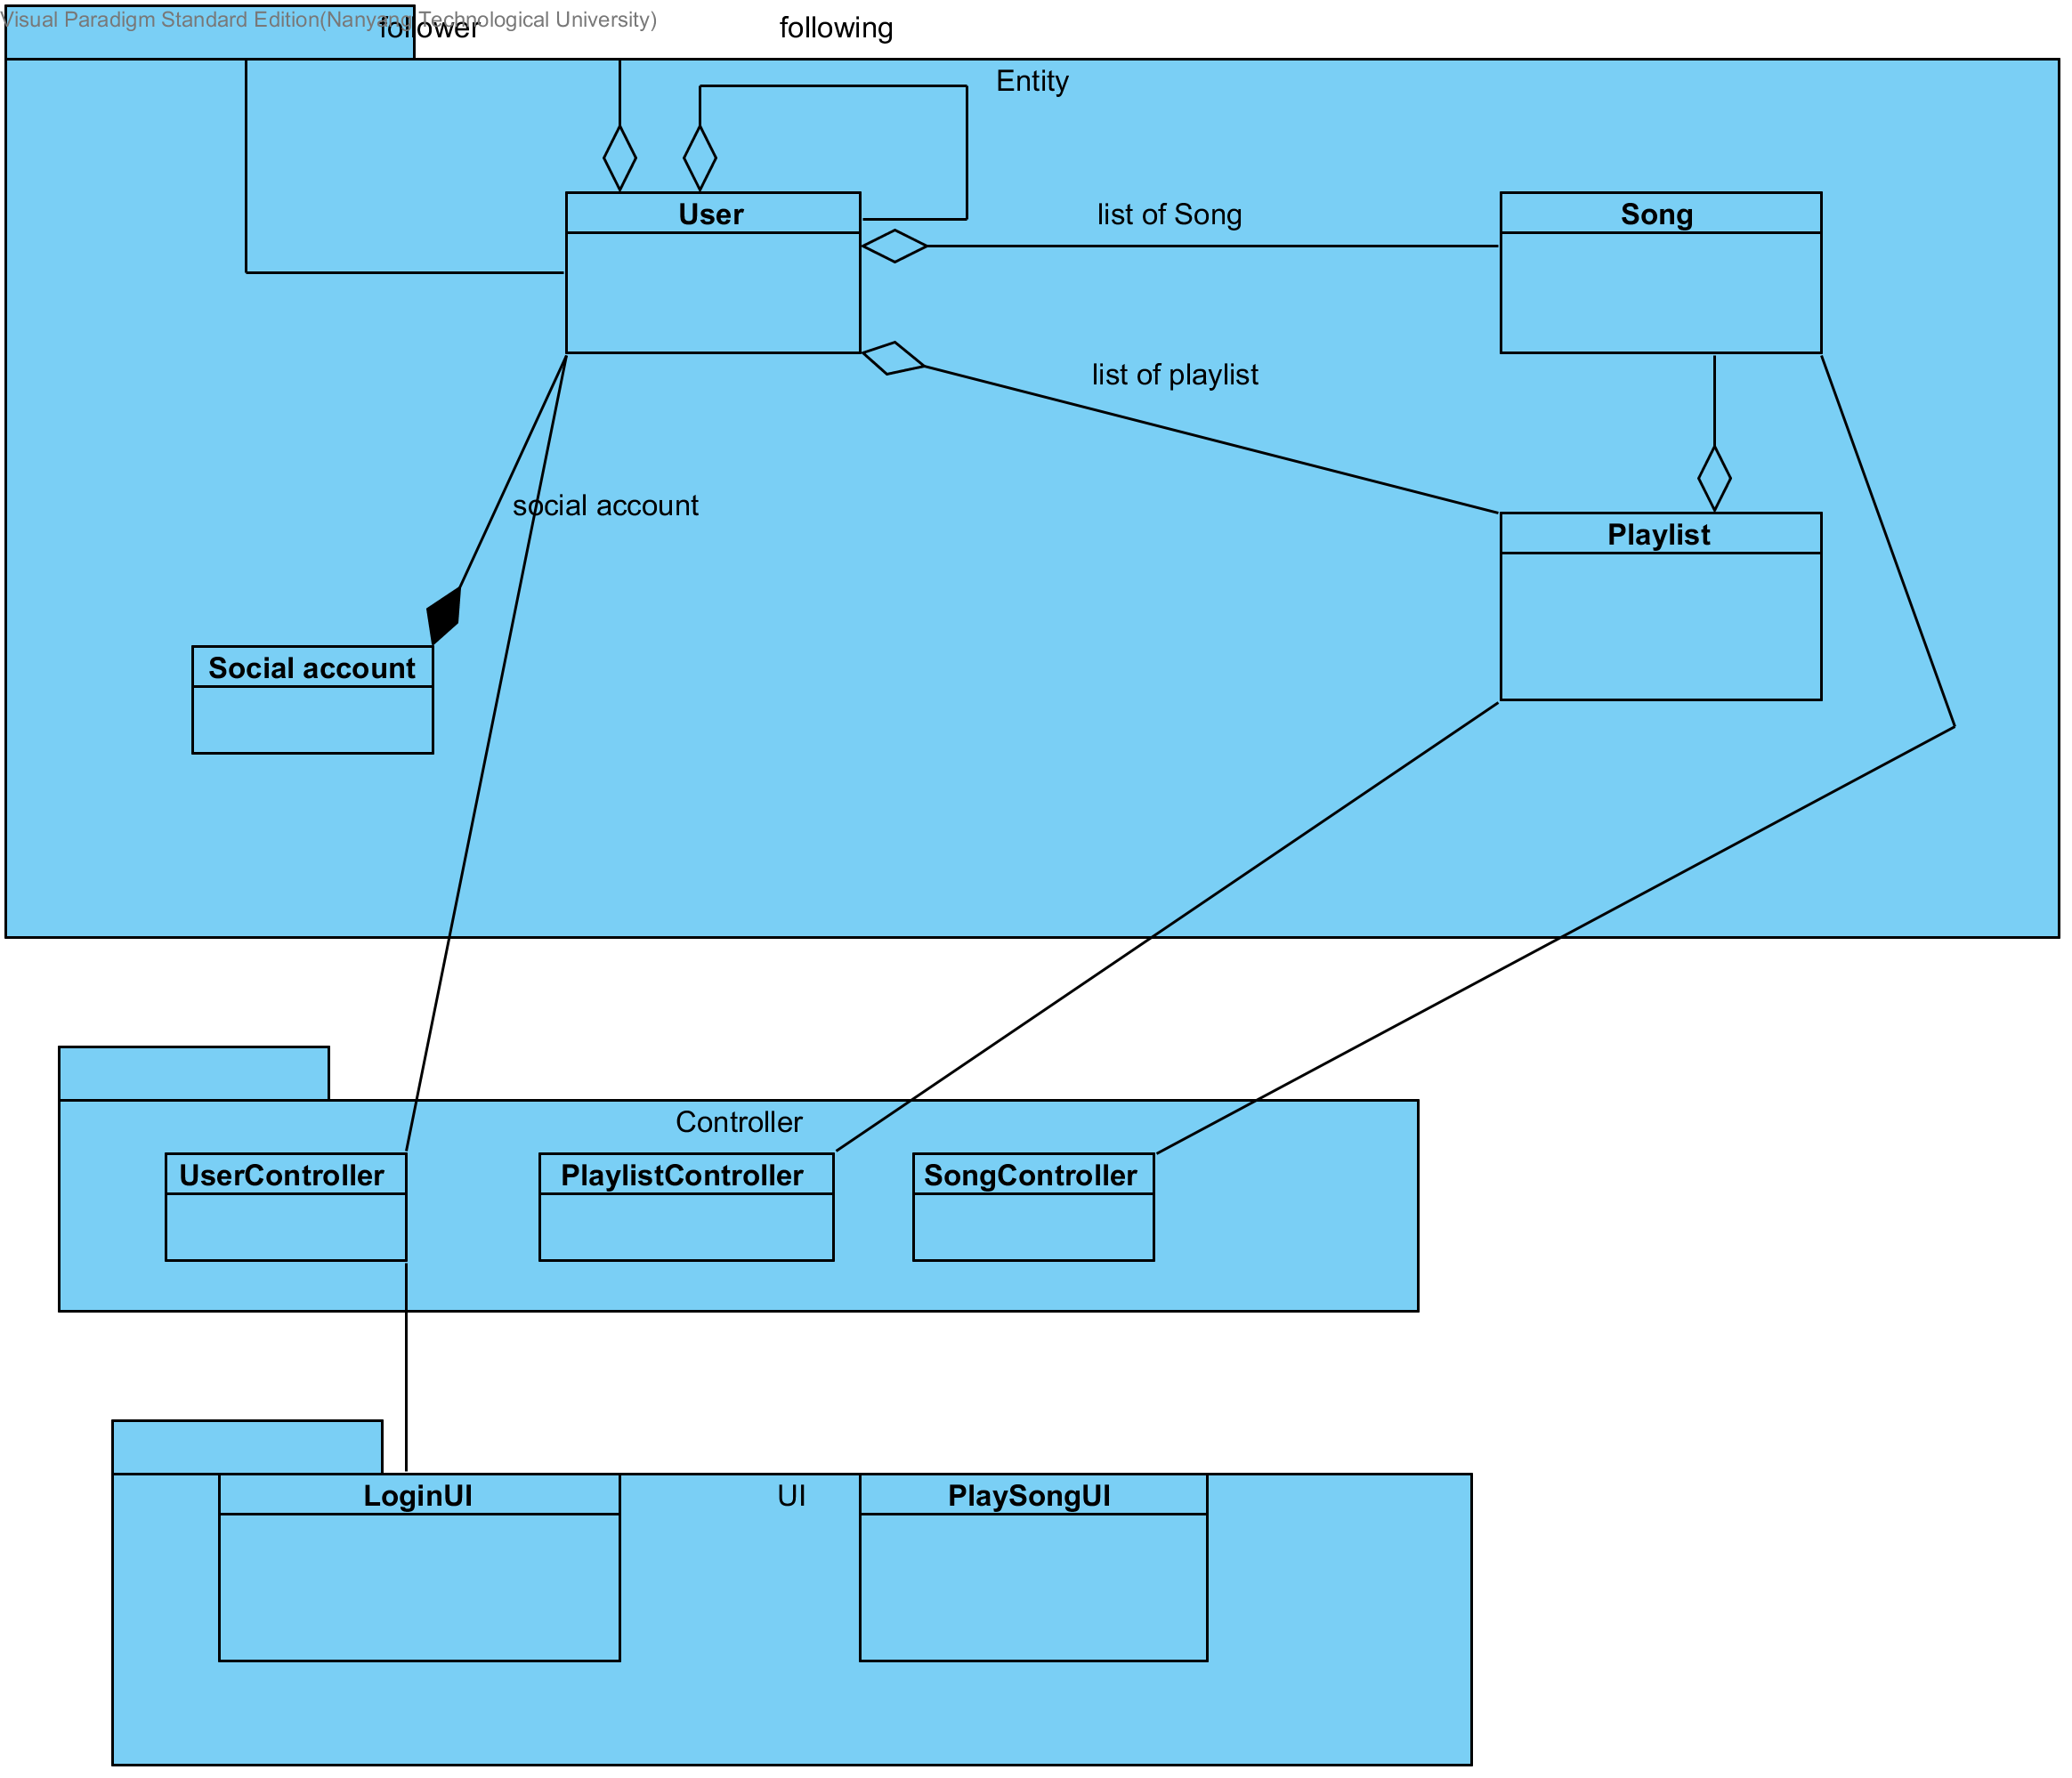 Visual Paradigm Standard Edition(Nanyang Technological University)
follower
following
Entity
User
list of Song
Song
list of playlist
social account
Playlist
Social account
Controller
UserController
PlaylistController
SongController
LoginUI
UI
PlaySongUI